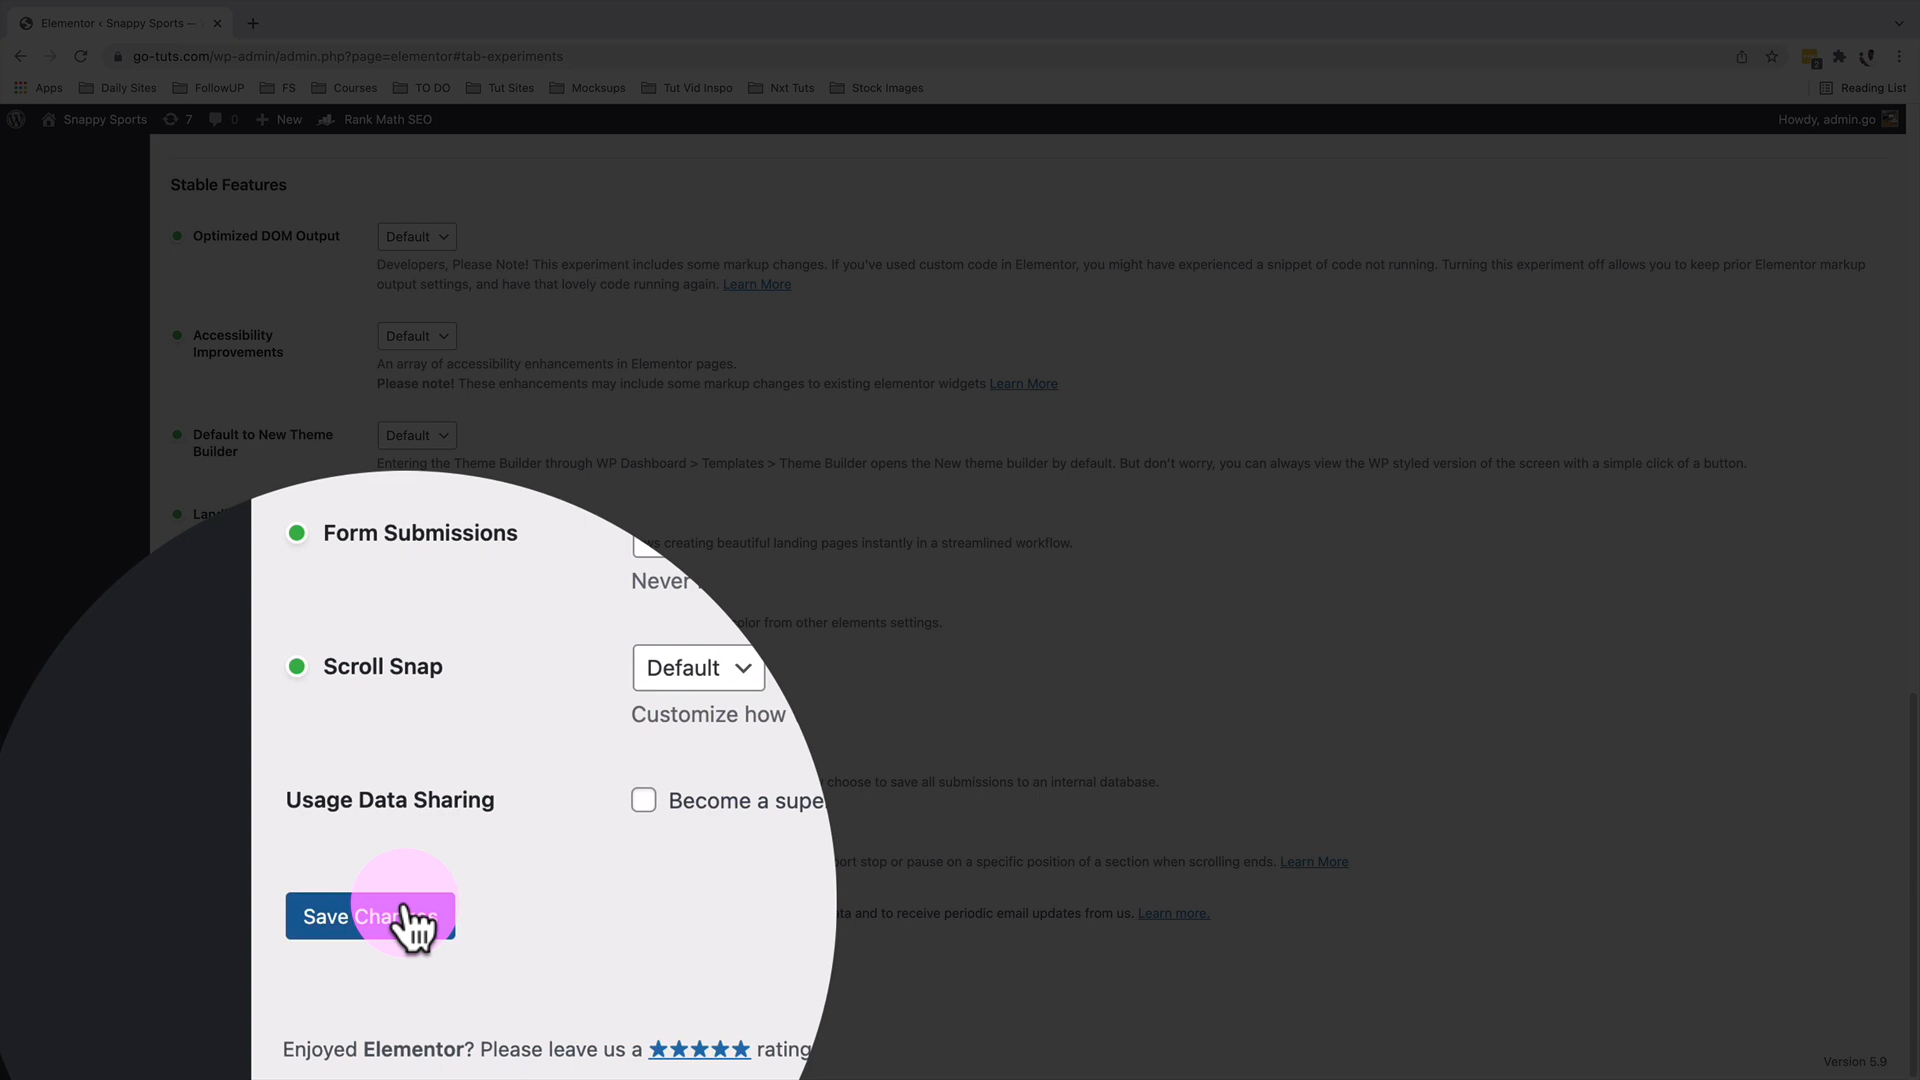 Elementor ‹ Snappy Sports —
go-tuts.com/wp-admin/admin.php?page=elementor#tab-experiments
2
Apps Daily Sites FollowUP FS Courses TO DO Tut Sites Mocksups Tut Vid Inspo Nxt Tuts Stock Images Reading List
Snappy Sports 7 0 New Rank Math SEO Howdy, admin.go
Stable Features
Optimized DOM Output Default
Developers, Please Note! This experiment includes some markup changes. If you've used custom code in Elementor, you might have experienced a snippet of code not running. Turning this experiment off allows you to keep prior Elementor markup
output settings, and have that lovely code running again. Learn More
Accessibility
Improvements
Default
An array of accessibility enhancements in Elementor pages.
Please note! These enhancements may include some markup changes to existing elementor widgets Learn More
Default to New Theme
Builder
Default
Entering the Theme Builder through WP Dashboard > Templates > Theme Builder opens the New theme builder by default. But don't worry, you can always view the WP styled version of the screen with a simple click of a button.
creating beautiful landing pages instantly in a streamlined workflow.
Form Submissions
Never
from other elements settings.
Scroll Snap Default
Customize how
choose to save all submissions to an internal database.
Usage Data Sharing Become a supe
stop or pause on a specific position of a section when scrolling ends. Learn More
and to receive periodic email updates from us. Learn more.
Save Changes
Enjoyed Elementor? Please leave us a ★★★★★ rating
Version 5.9